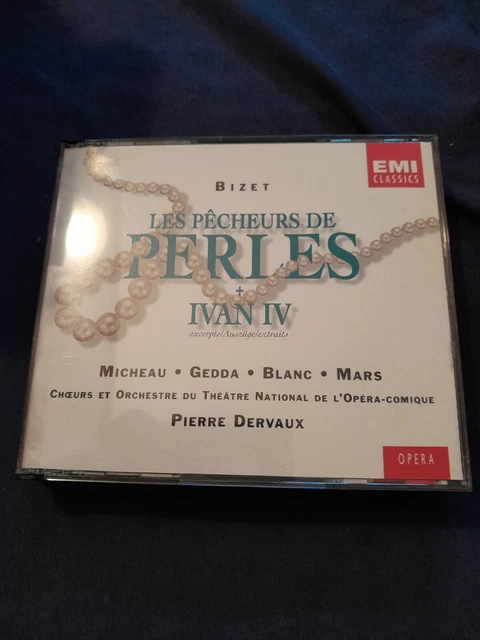 EMI
CLASSICS
BIZET
LES PÊCHEURS DE
PERLES
+
IVAN IV
excerpts/Auszüge/extraits
MICHEAU • GEDDA • BLANC • MARS
CHŒURS ET ORCHESTRE DU THÉÂTRE NATIONAL DE L'OPÉRA-COMIQUE
PIERRE DERVAUX
OPERA